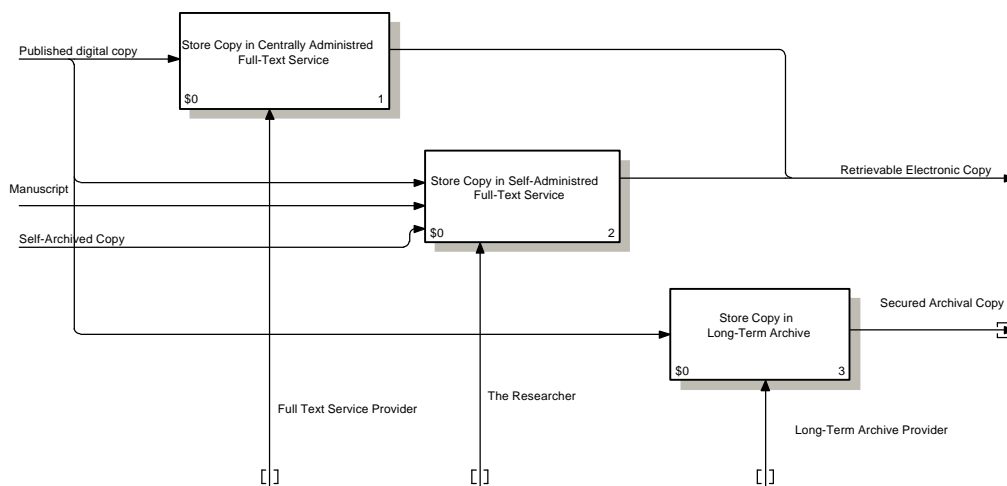 Published digital copy
Store Copy in Centrally Administred
Full-Text Service
$0
1
Manuscript
Store Copy in Self-Administred
Full-Text Service
$0
2
Retrievable Electronic Copy
Self-Archived Copy
Store Copy in
Long-Term Archive
$0
3
Secured Archival Copy
Full Text Service Provider
The Researcher
Long-Term Archive Provider